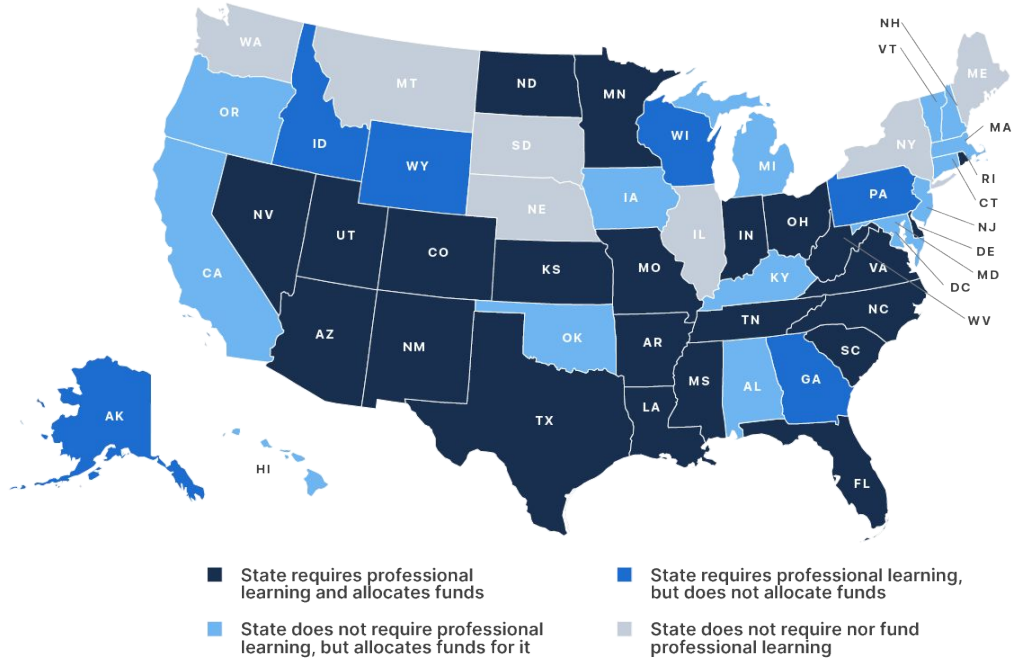 NH
VT
WA
MT
ND
MN
ME
OR
ID
WY
SD
WI
MI
NY
MA
RI
CT
NJ
DE
MD
DC
WV
NE
IA
PA
NV
UT
CO
KS
MO
IL
IN
OH
KY
VA
CA
AZ
NM
OK
AR
TN
NC
SC
MS
AL
GA
LA
TX
FL
AK
HI
State requires professional
learning and allocates funds
State does not require professional
learning, but allocates funds for it
State requires professional learning,
but does not allocate funds
State does not require nor fund
professional learning